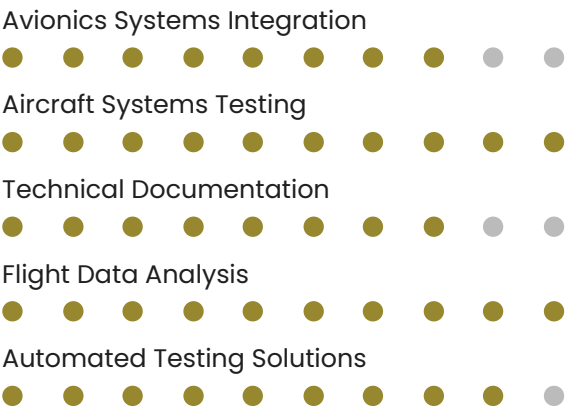 Avionics Systems Integration
Aircraft Systems Testing
Technical Documentation
Flight Data Analysis
Automated Testing Solutions